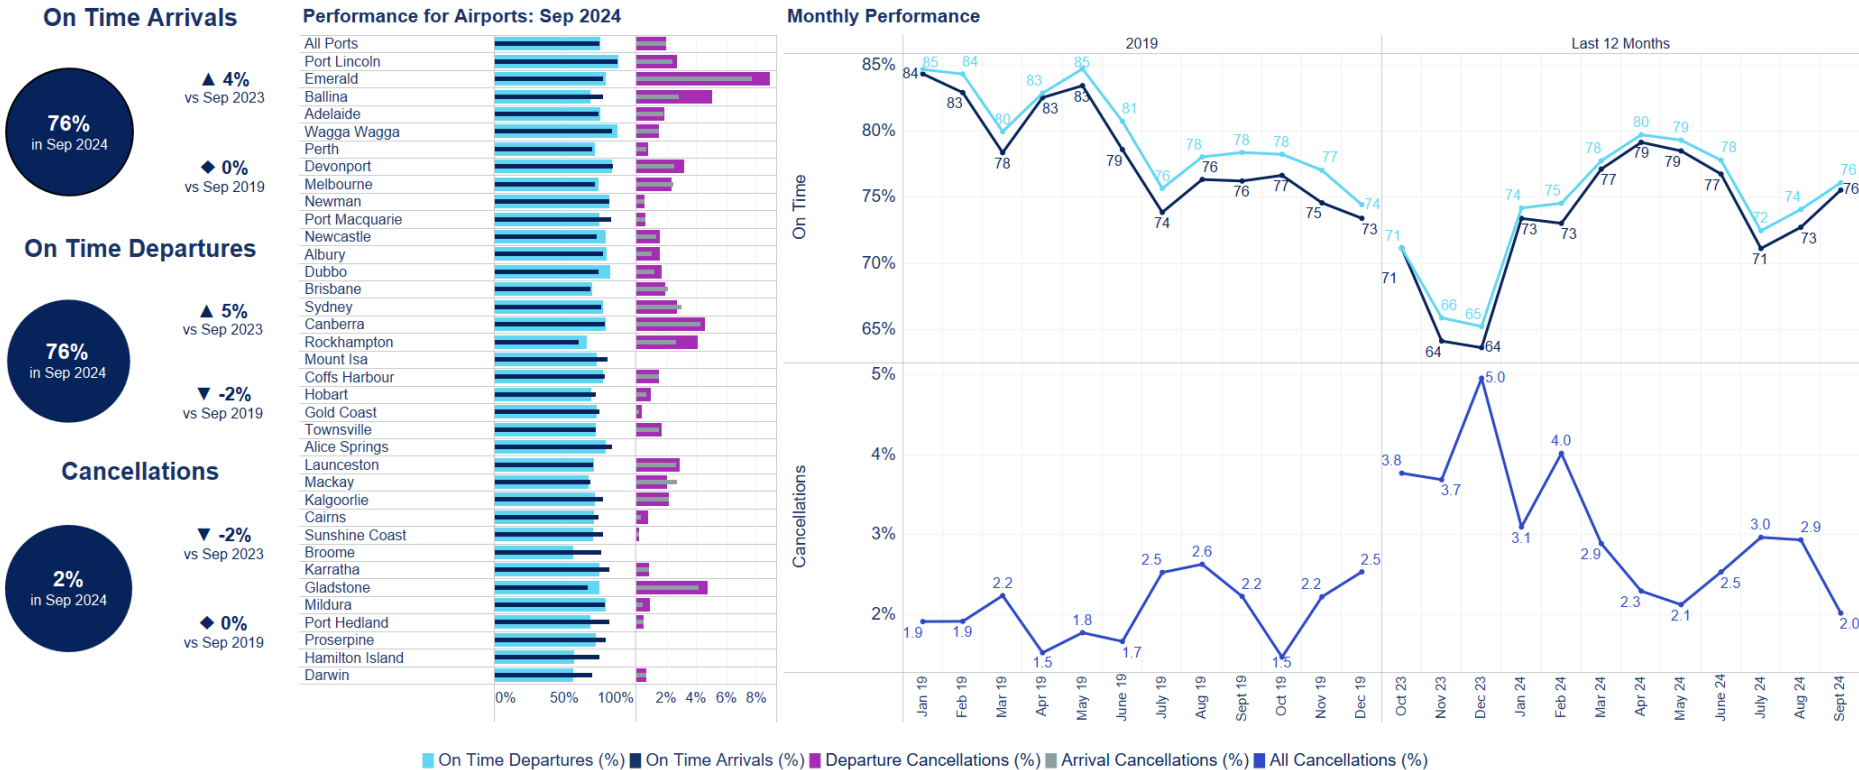 On Time Arrivals
76%
in Sep 2024
▲ 4%
vs Sep 2023
◆ 0%
vs Sep 2019
On Time Departures
76%
in Sep 2024
▲ 5%
vs Sep 2023
▼ -2%
vs Sep 2019
Cancellations
2%
in Sep 2024
▼ -2%
vs Sep 2023
◆ 0%
vs Sep 2019
Performance for Airports: Sep 2024
All Ports
Port Lincoln
Emerald
Ballina
Adelaide
Wagga Wagga
Perth
Devonport
Melbourne
Newman
Port Macquarie
Newcastle
Albury
Dubbo
Brisbane
Sydney
Canberra
Rockhampton
Mount Isa
Coffs Harbour
Hobart
Gold Coast
Townsville
Alice Springs
Launceston
Mackay
Kalgoorlie
Cairns
Sunshine Coast
Broome
Karratha
Gladstone
Mildura
Port Hedland
Proserpine
Hamilton Island
Darwin
0% 50% 100% 2% 4% 6% 8%
Monthly Performance
2019 Last 12 Months
On Time
85%
80%
75%
70%
65%
85 84 80 83 85 81 76 78 78 78 77 74
84 83 78 83 83 79 74 76 76 77 75 73
71 66 65 74 75 78 80 79 78 72 74 76
71 64 64 73 73 77 79 79 77 71 73 76
Cancellations
5%
4%
3%
2%
1.9 1.9 2.2 1.5 1.8 1.7 2.5 2.6 2.2 1.5 2.2 2.5
3.8 3.7 5.0 3.1 4.0 2.9 2.3 2.1 2.5 3.0 2.9 2.0
Jan 19 Feb 19 Mar 19 Apr 19 May 19 June 19 July 19 Aug 19 Sept 19 Oct 19 Nov 19 Dec 19 Oct 23 Nov 23 Dec 23 Jan 24 Feb 24 Mar 24 Apr 24 May 24 June 24 July 24 Aug 24 Sept 24
On Time Departures (%) On Time Arrivals (%) Departure Cancellations (%) Arrival Cancellations (%) All Cancellations (%)